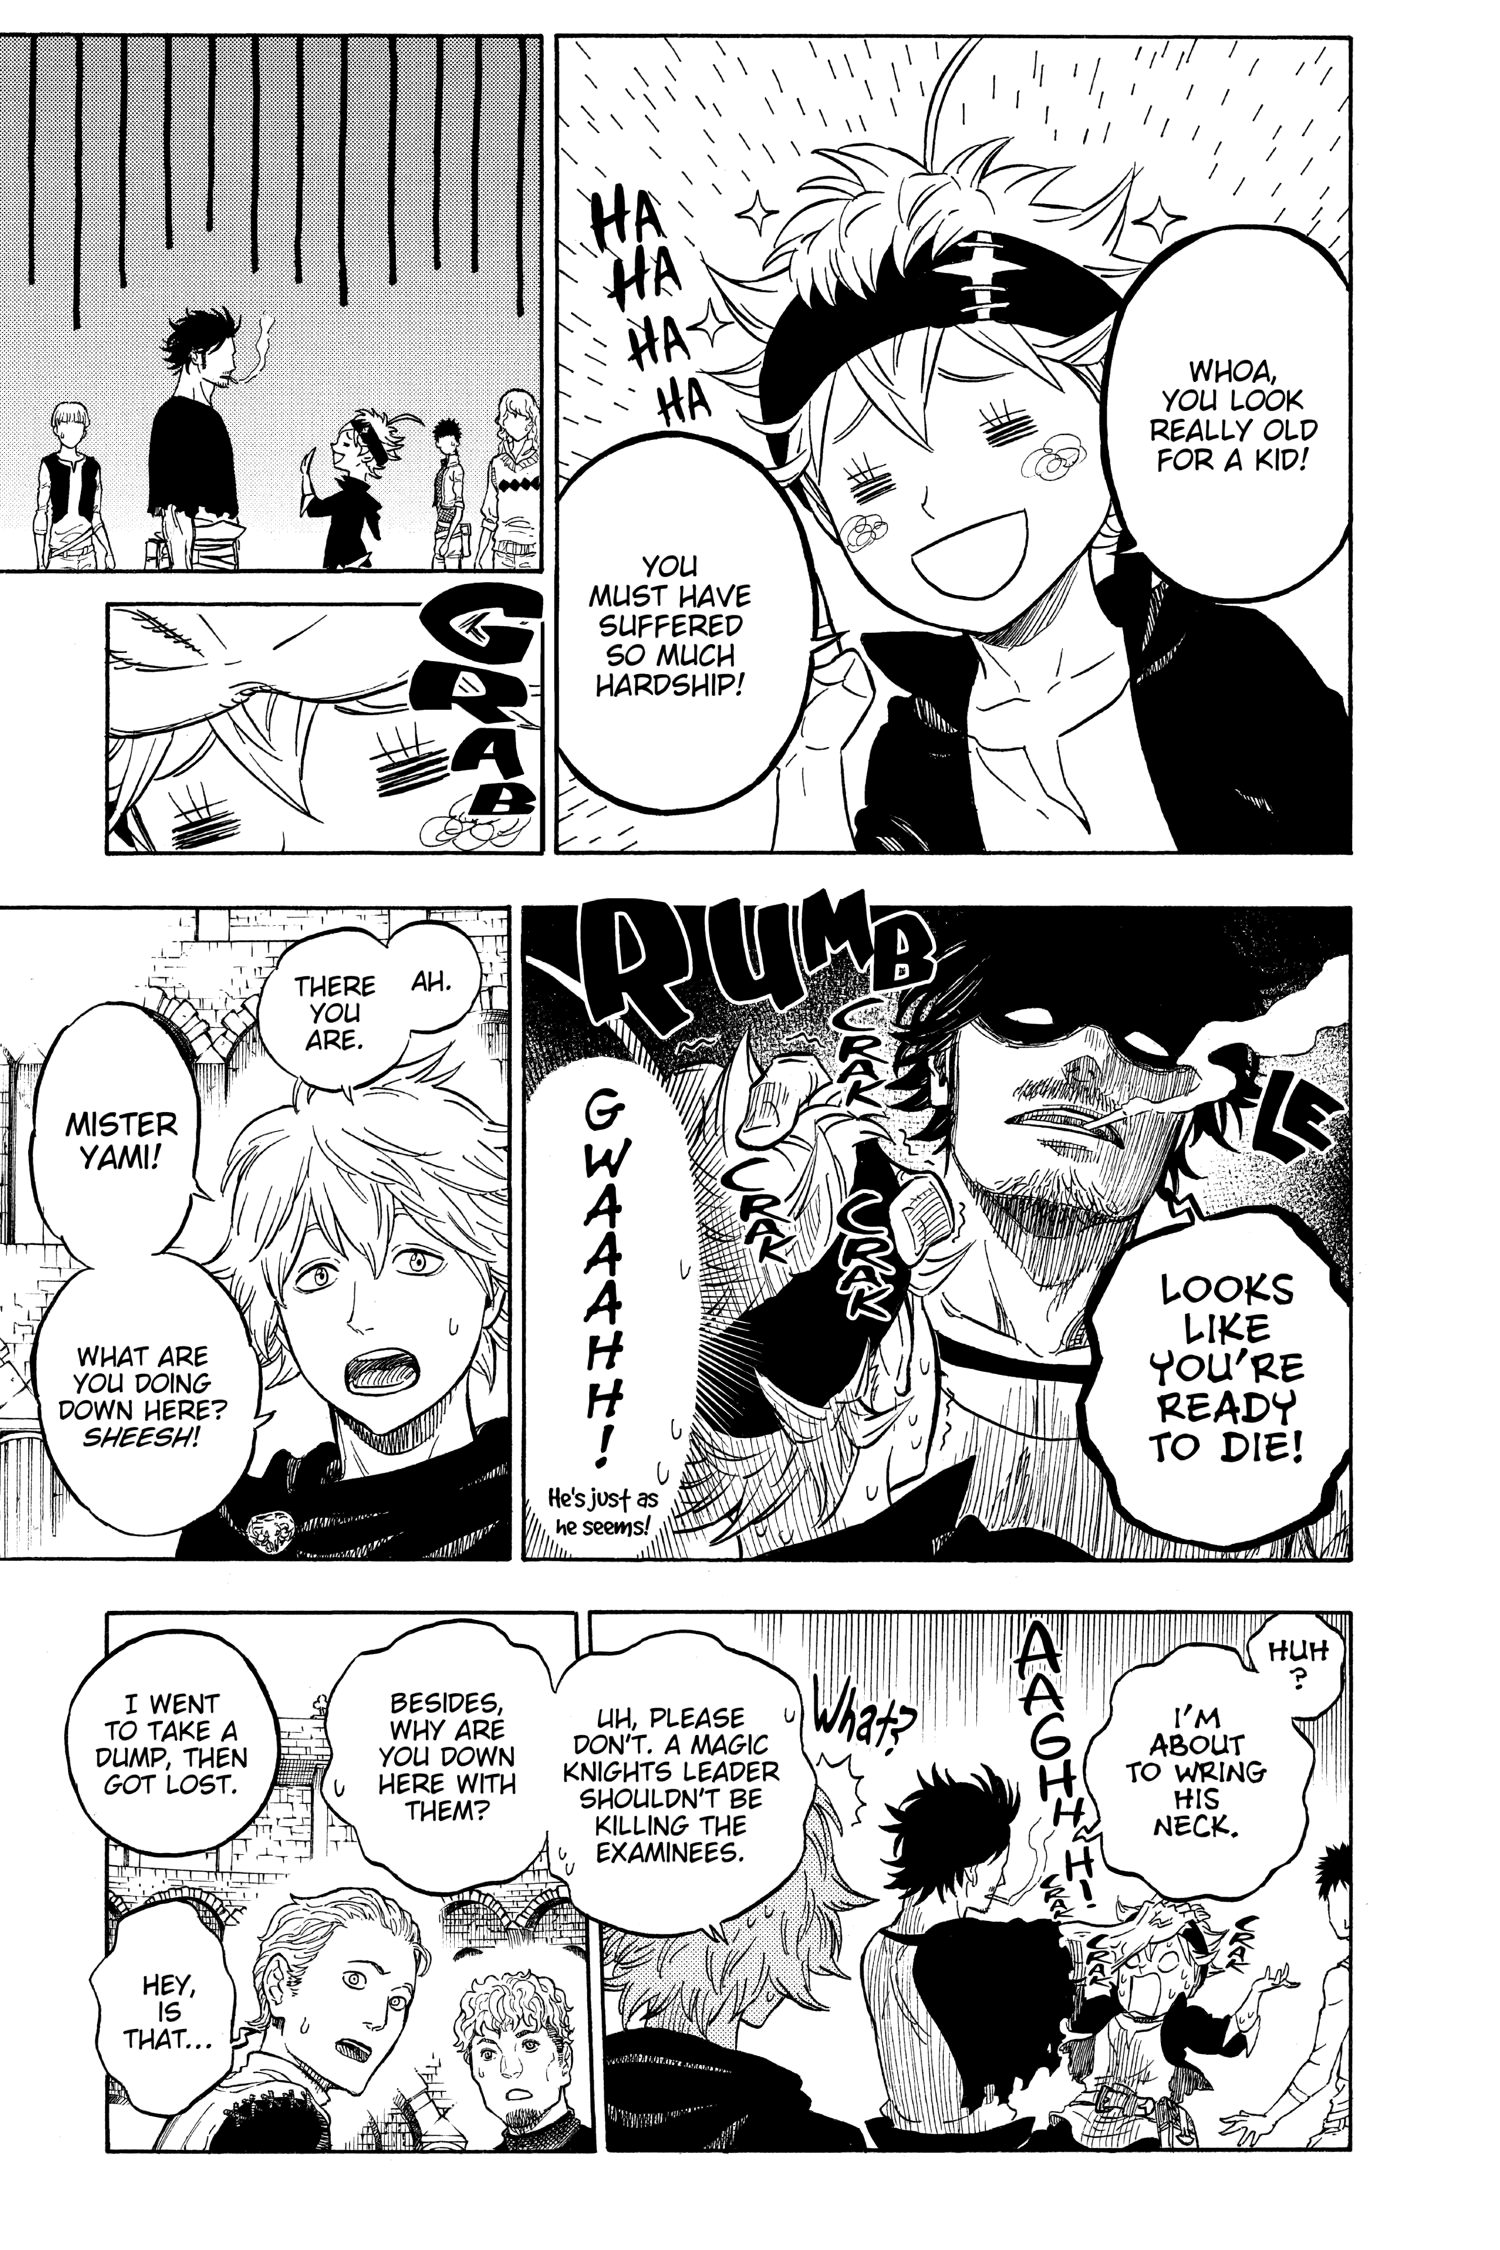 WHOA,
YOU LOOK
REALLY OLD
FOR A KID!
HA
HA
HA
HA
YOU
MUST HAVE
SUFFERED
SO MUCH
HARDSHIP!
GRAB
RUMBLE
CRAK
CRAK
CRAK
LOOKS
LIKE
YOU'RE
READY
TO DIE!
GWAAAHH!
He's just as
he seems!
AH.
THERE
YOU
ARE.
MISTER
YAMI!
WHAT ARE
YOU DOING
DOWN HERE?
SHEESH!
HUH
?
I'M
ABOUT
TO WRING
HIS
NECK.
AAGHHHH!
CRAK
CRAK
CRAK
What?
UH, PLEASE
DON'T. A MAGIC
KNIGHTS LEADER
SHOULDN'T BE
KILLING THE
EXAMINEES.
BESIDES,
WHY ARE
YOU DOWN
HERE WITH
THEM?
I WENT
TO TAKE A
DUMP, THEN
GOT LOST.
HEY,
IS
THAT...